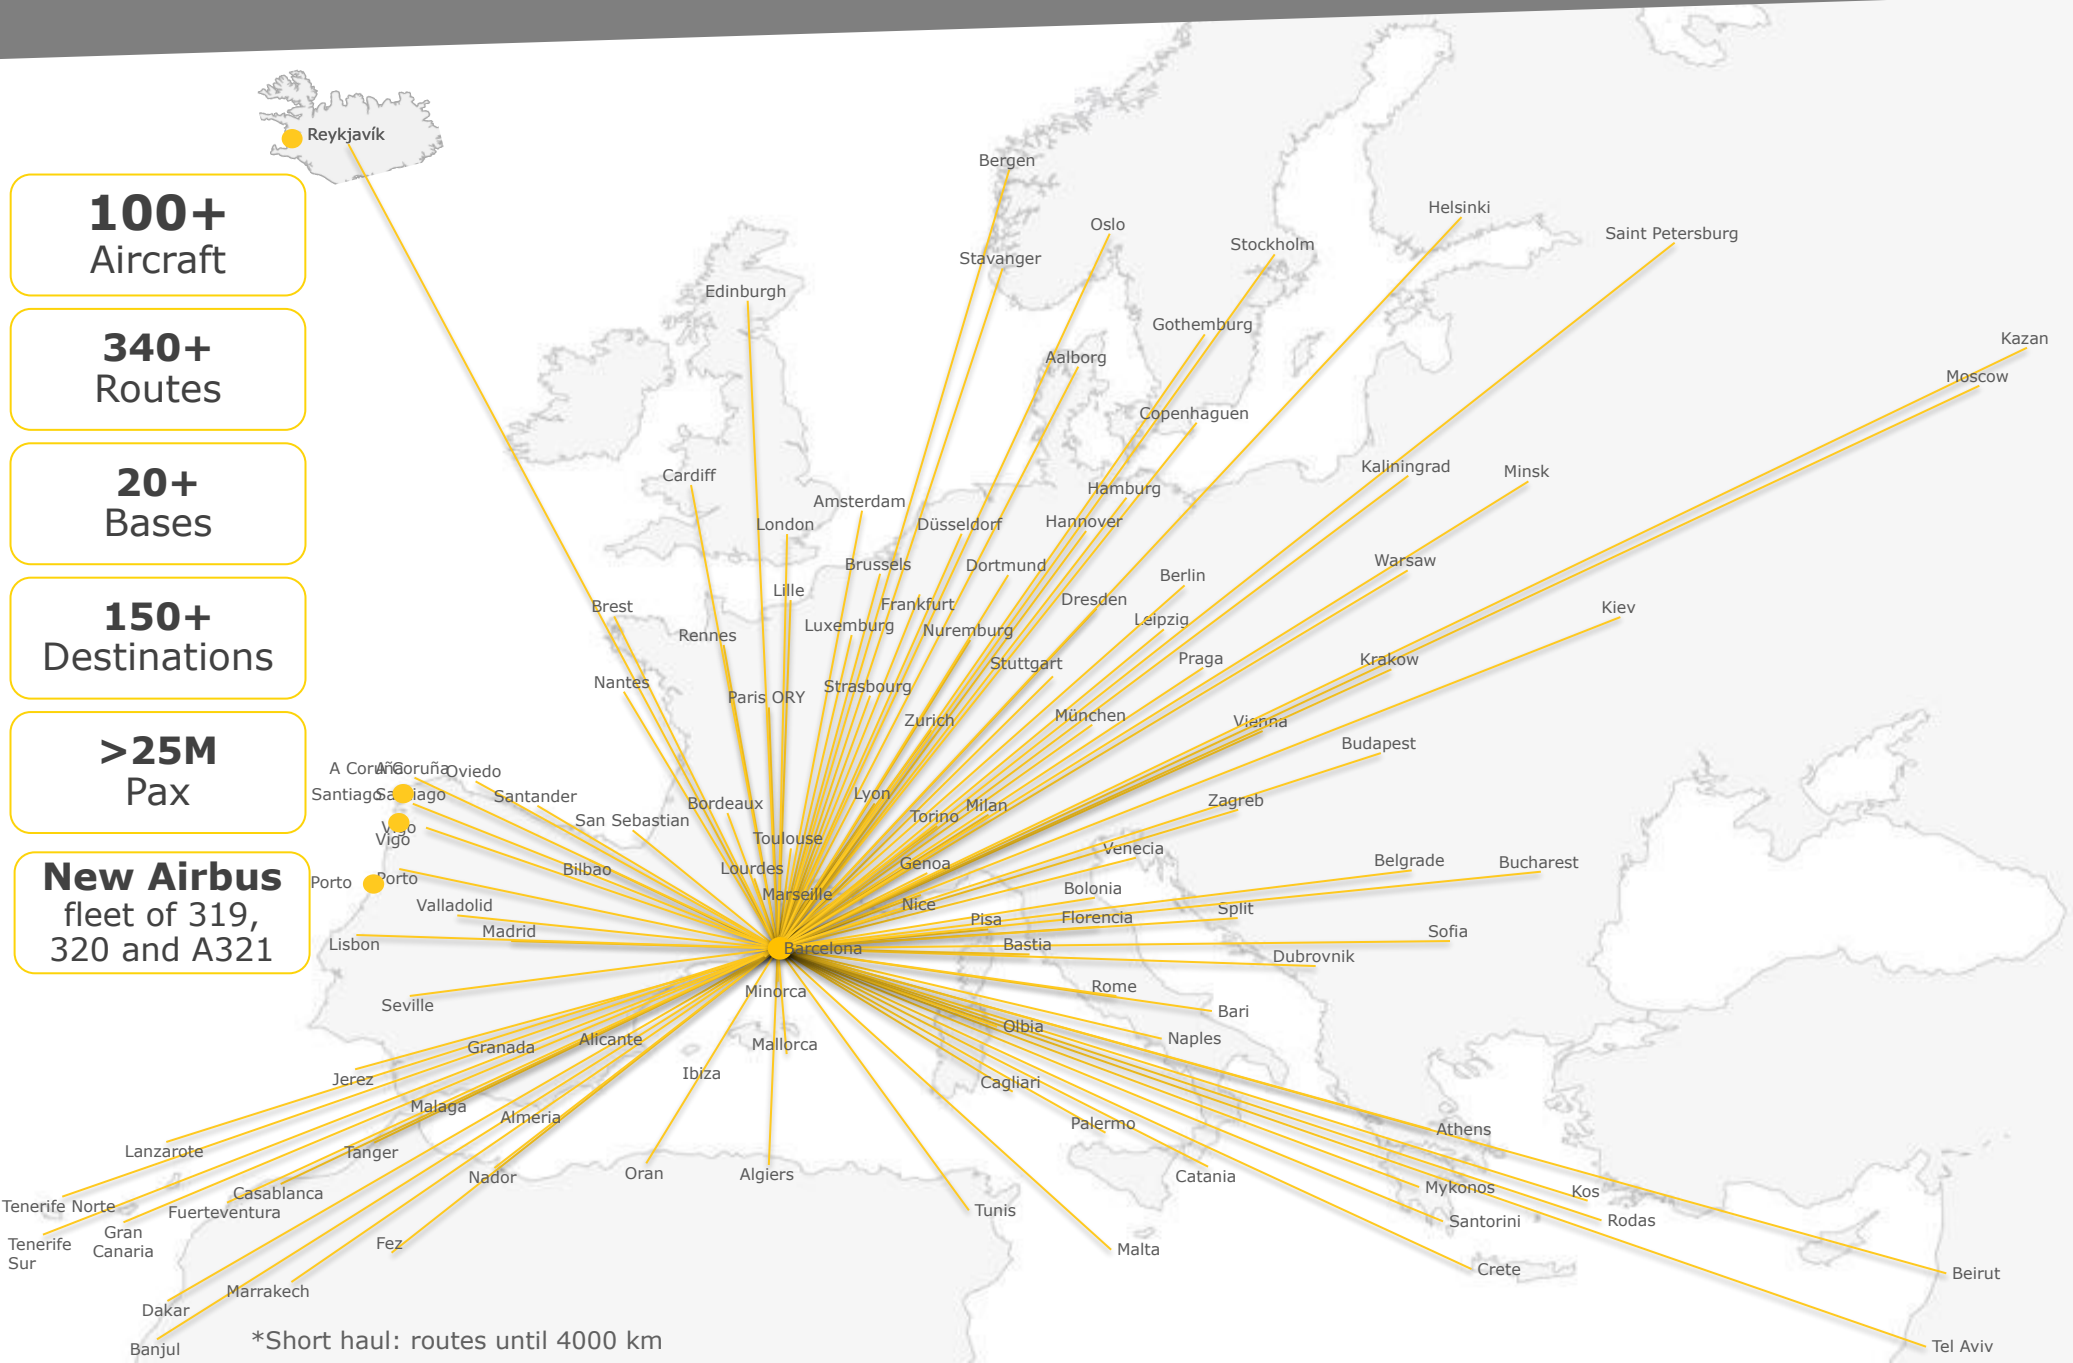 Reykjavík
Bergen
Helsinki
Oslo
Saint Petersburg
Stockholm
Stavanger
Edinburgh
Gothemburg
Kazan
Aalborg
Moscow
Copenhaguen
Kaliningrad
Minsk
Cardiff
Hamburg
Amsterdam
London
Düsseldorf
Hannover
Brussels
Dortmund
Warsaw
Berlin
Lille
Dresden
Frankfurt
Brest
Kiev
Leipzig
Luxemburg
Nuremburg
Rennes
Stuttgart
Praga
Krakow
Nantes
Strasbourg
Paris ORY
Zurich
München
Vienna
Budapest
A Coruña
A Coruña
Oviedo
Santiago
Santiago
Santander
Bordeaux
Lyon
Milan
Zagreb
San Sebastian
Torino
Vigo
Vigo
Toulouse
Venecia
Bilbao
Lourdes
Genoa
Belgrade
Bucharest
Porto
Porto
Marseille
Bolonia
Valladolid
Nice
Pisa
Florencia
Split
Madrid
Sofia
Lisbon
Barcelona
Bastia
Dubrovnik
Minorca
Rome
Seville
Bari
Olbia
Granada
Alicante
Mallorca
Naples
Jerez
Ibiza
Cagliari
Malaga
Almeria
Palermo
Athens
Lanzarote
Tanger
Nador
Oran
Algiers
Catania
Mykonos
Kos
Casablanca
Tenerife Norte
Fuerteventura
Tunis
Santorini
Rodas
Gran
Canaria
Tenerife
Sur
Fez
Malta
Crete
Beirut
Marrakech
Dakar
Banjul
Tel Aviv
100+
Aircraft
340+
Routes
20+
Bases
150+
Destinations
>25M
Pax
New Airbus
fleet of 319,
320 and A321
*Short haul: routes until 4000 km